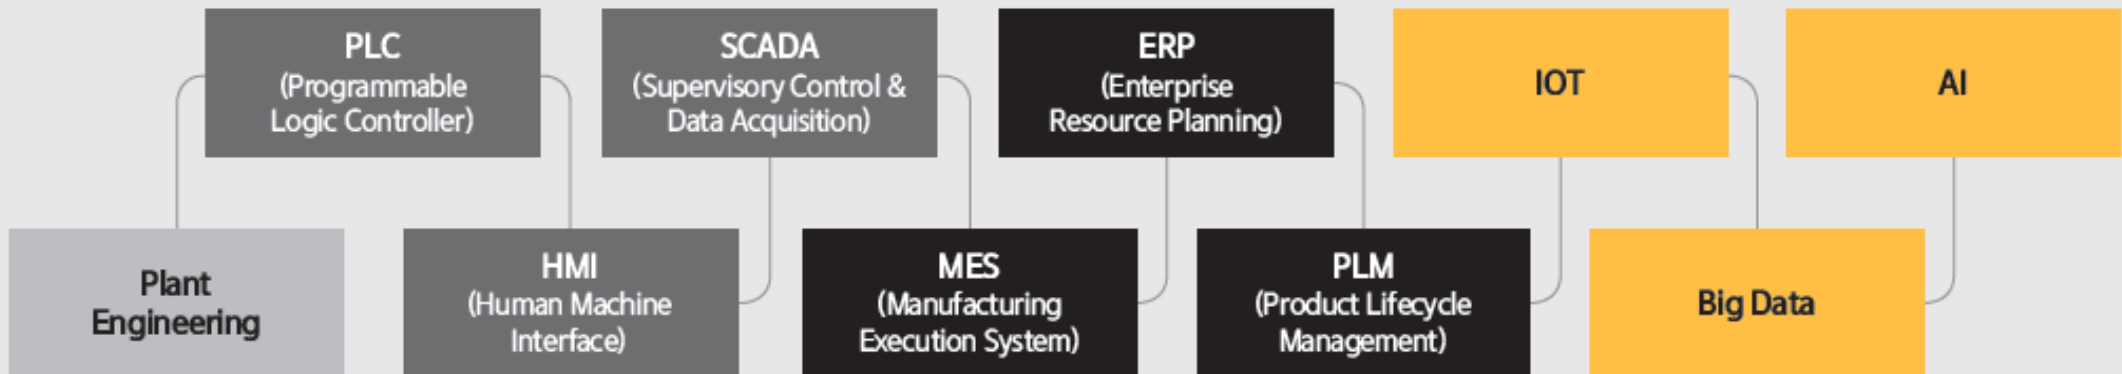 PLC
(Programmable
Logic Controller)
SCADA
(Supervisory Control &
Data Acquisition)
ERP
(Enterprise
Resource Planning)
IOT
AI
Plant
Engineering
HMI
(Human Machine
Interface)
MES
(Manufacturing
Execution System)
PLM
(Product Lifecycle
Management)
Big Data